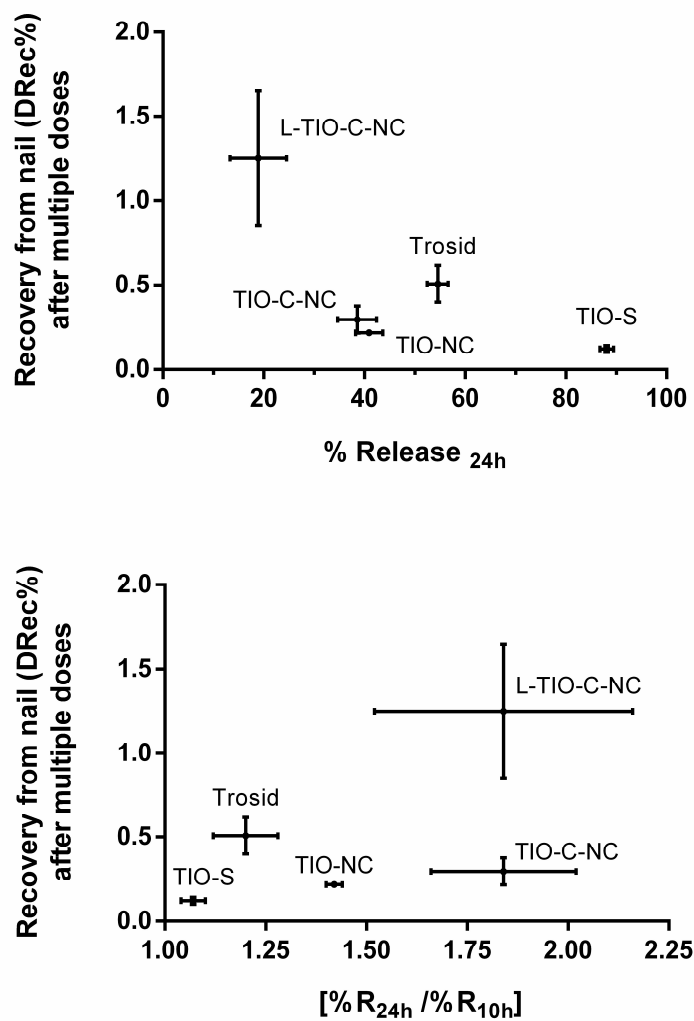 Recovery from nail (DRec%)
after multiple doses
2.0
1.5
1.0
0.5
0.0
L-TIO-C-NC
Trosid
TIO-C-NC
TIO-S
TIO-NC
0 20 40 60 80 100
% Release 24h
Recovery from nail (DRec%)
after multiple doses
2.0
1.5
1.0
0.5
0.0
L-TIO-C-NC
Trosid
TIO-NC
TIO-C-NC
TIO-S
1.00 1.25 1.50 1.75 2.00 2.25
[%R24h /%R10h]